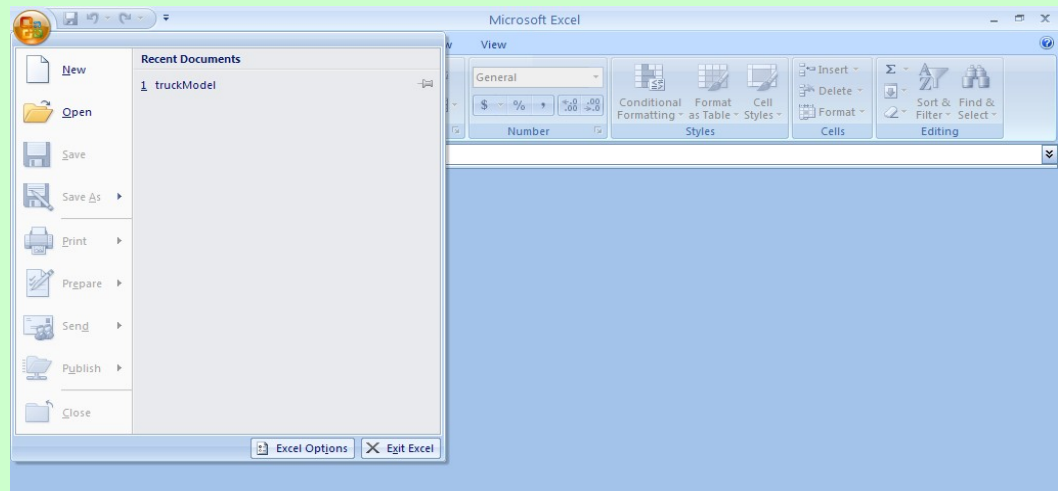 Microsoft Excel
View
New
Open
Save
Save As
Print
Prepare
Send
Publish
Close
Recent Documents
1 truckModel
Excel Options
Exit Excel
General
$ - % , .00 .00
Number
Conditional Formatting
Format as Table
Cell Styles
Styles
Insert
Delete
Format
Cells
Σ
Sort & Filter
Find & Select
Editing